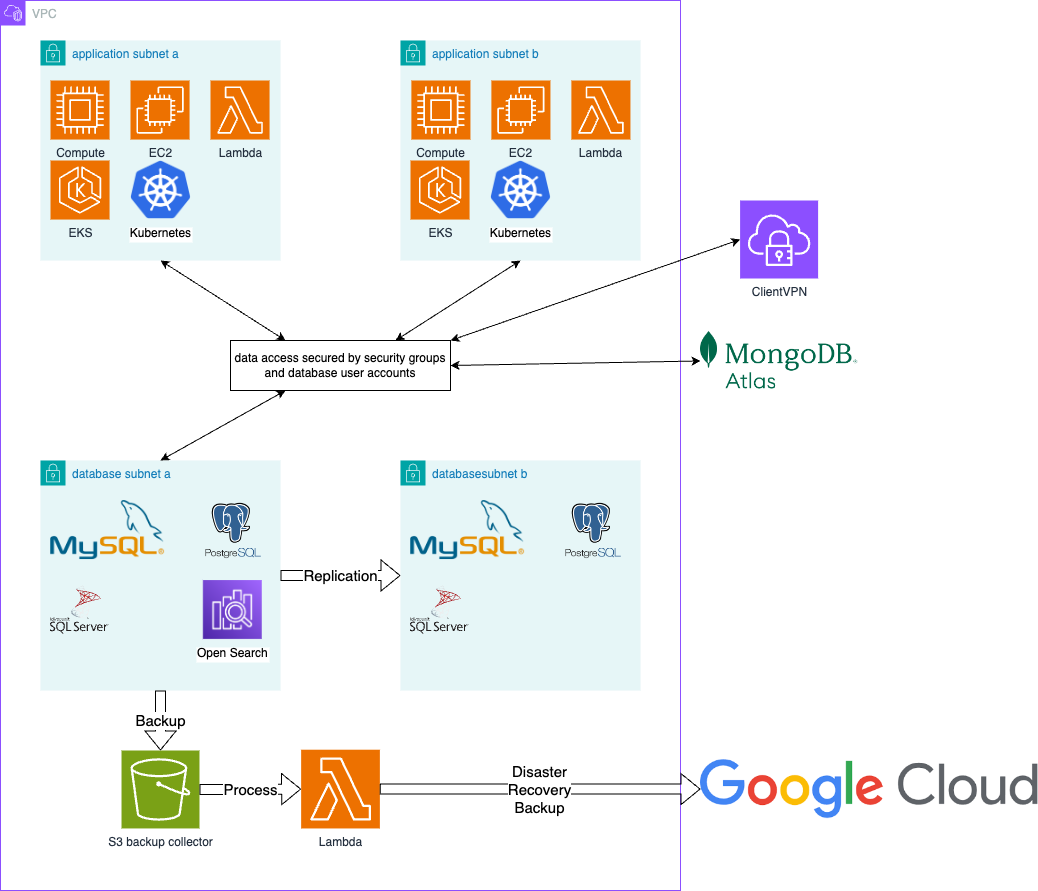 VPC
application subnet a
application subnet b
Compute
EC2
Lambda
Compute
EC2
Lambda
EKS
Kubernetes
EKS
Kubernetes
ClientVPN
data access secured by security groups
and database user accounts
MongoDB.
Atlas
database subnet a
databasesubnet b
MySQL®
PostgreSQL
MySQL®
PostgreSQL
Replication
Microsoft
SQL Server
Open Search
Microsoft
SQL Server
Backup
Process
Disaster
Recovery
Backup
Google Cloud
S3 backup collector
Lambda